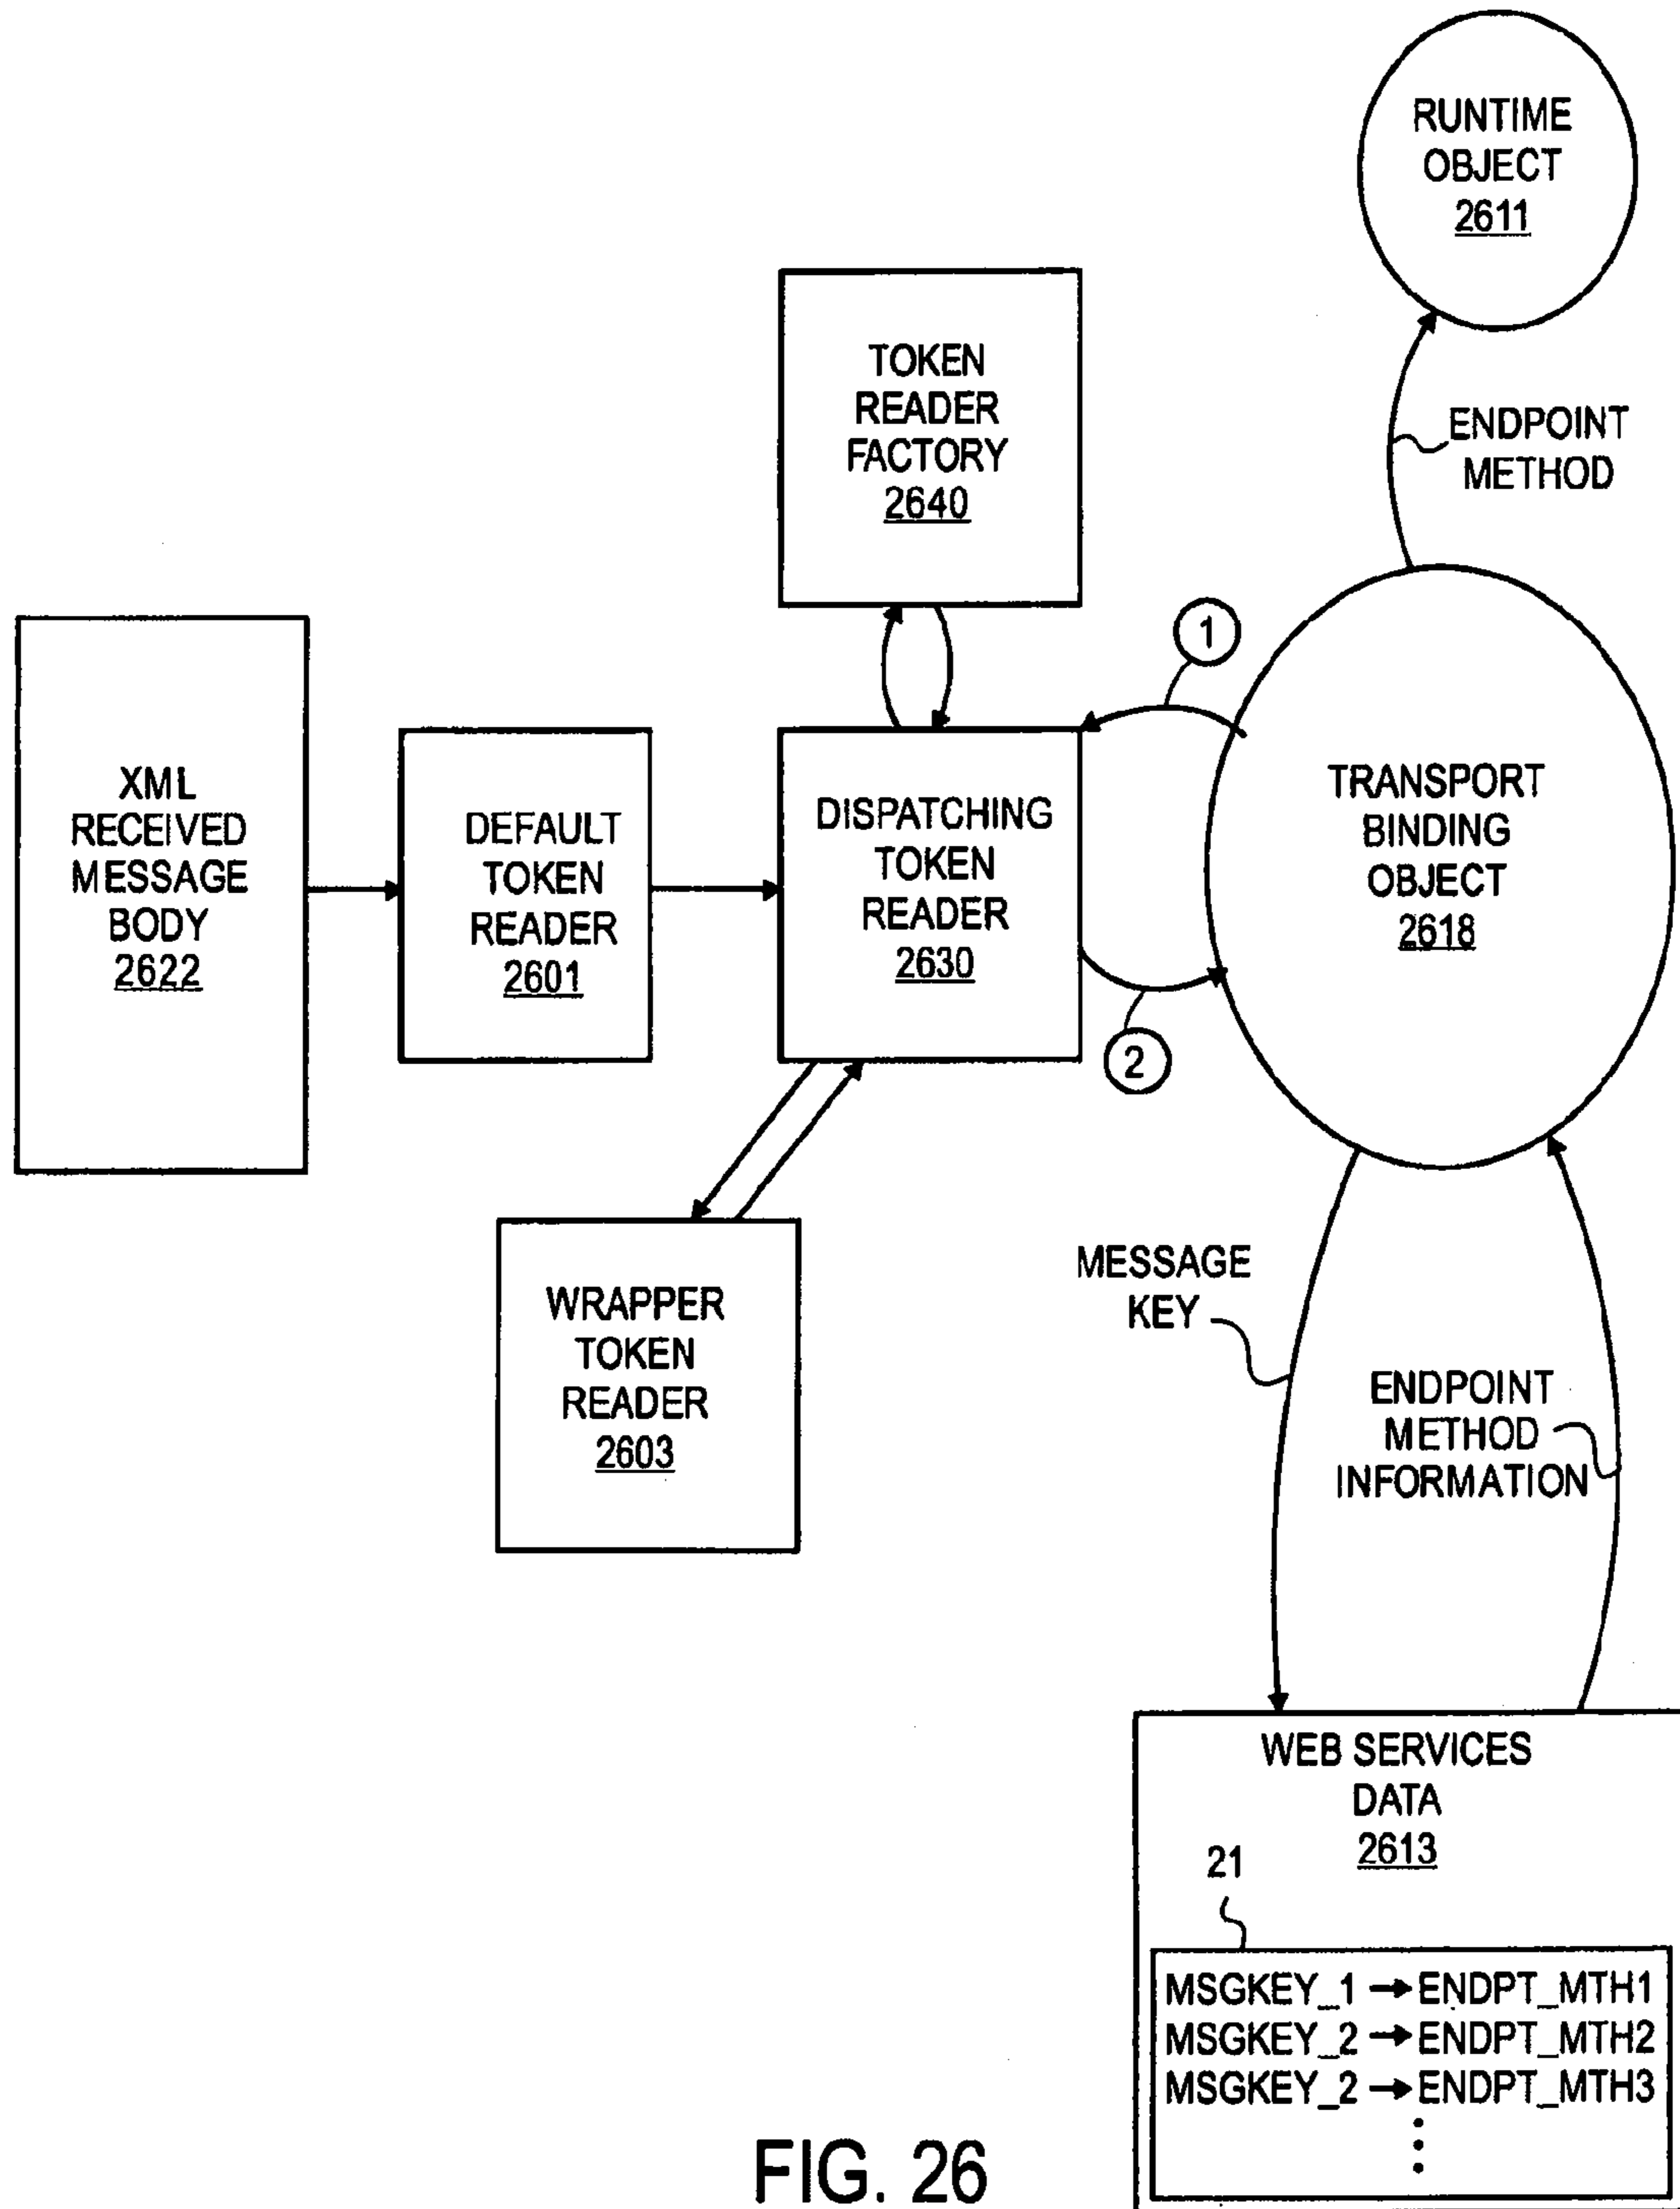 RUNTIME
OBJECT
2611
TOKEN
READER
FACTORY
2640
ENDPOINT
METHOD
1
XML
RECEIVED
MESSAGE
BODY
2622
DEFAULT
TOKEN
READER
2601
DISPATCHING
TOKEN
READER
2630
TRANSPORT
BINDING
OBJECT
2618
2
WRAPPER
TOKEN
READER
2603
MESSAGE
KEY
ENDPOINT
METHOD
INFORMATION
WEB SERVICES
DATA
2613
21
MSGKEY_1 → ENDPT_MTH1
MSGKEY_2 → ENDPT_MTH2
MSGKEY_2 → ENDPT_MTH3
FIG. 26